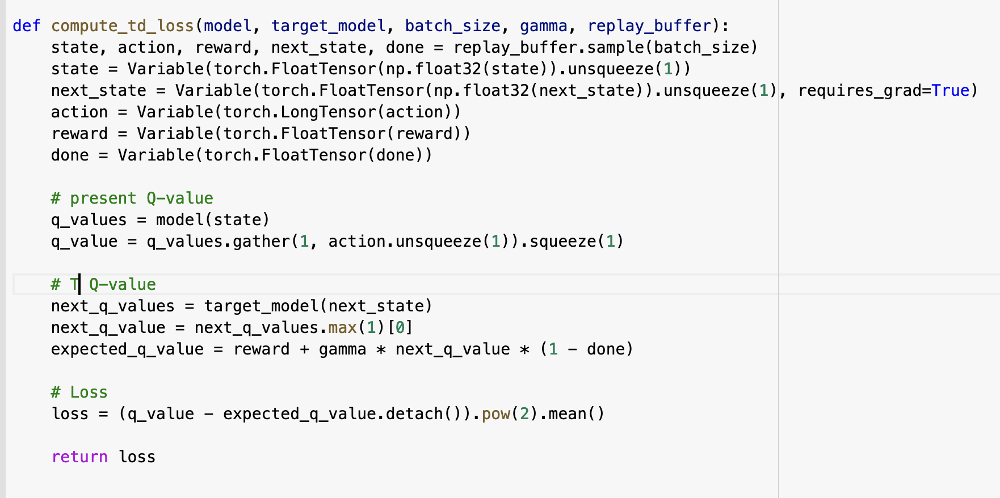 def compute_td_loss(model, target_model, batch_size, gamma, replay_buffer):
    state, action, reward, next_state, done = replay_buffer.sample(batch_size)
    state = Variable(torch.FloatTensor(np.float32(state)).unsqueeze(1))
    next_state = Variable(torch.FloatTensor(np.float32(next_state)).unsqueeze(1), requires_grad=True)
    action = Variable(torch.LongTensor(action))
    reward = Variable(torch.FloatTensor(reward))
    done = Variable(torch.FloatTensor(done))

    # present Q-value
    q_values = model(state)
    q_value = q_values.gather(1, action.unsqueeze(1)).squeeze(1)

    # T Q-value
    next_q_values = target_model(next_state)
    next_q_value = next_q_values.max(1)[0]
    expected_q_value = reward + gamma * next_q_value * (1 - done)

    # Loss
    loss = (q_value - expected_q_value.detach()).pow(2).mean()

    return loss